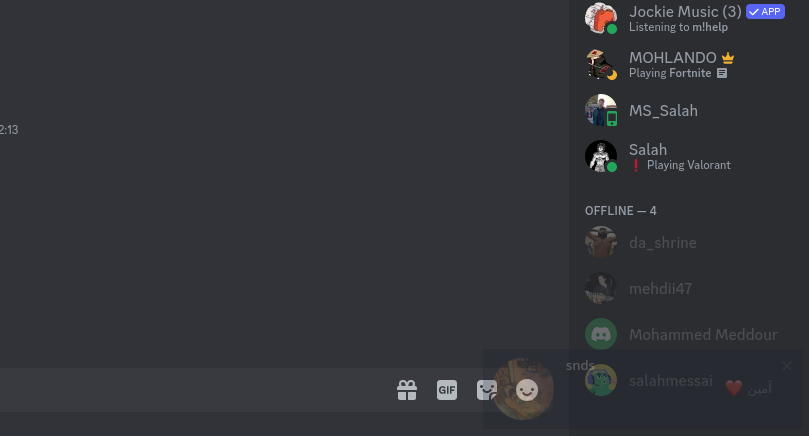 Jockie Music (3) APP
Listening to m!help
MOHLANDO
Playing Fortnite
MS_Salah
2:13
Salah
❗ Playing Valorant
OFFLINE — 4
da_shrine
mehdii47
Mohammed Meddour
snds
salahmessai
آمين ❤️
GIF